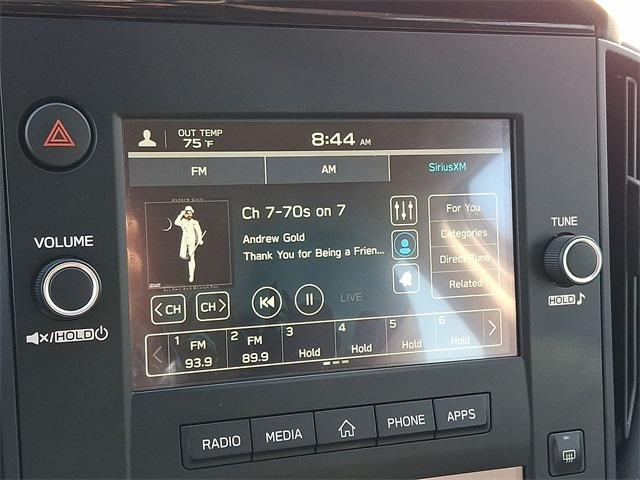 OUT TEMP
75 °F
8:44 AM
FM AM SiriusXM
ANDREW GOLD
Ch 7-70s on 7
Andrew Gold
Thank You for Being a Frien...
For You
Categories
Direct Tune
Related
CH CH LIVE
1 FM 93.9
2 FM 89.9
3 Hold
4 Hold
5 Hold
6 Hold
VOLUME
/HOLD
TUNE
HOLD
RADIO MEDIA PHONE APPS